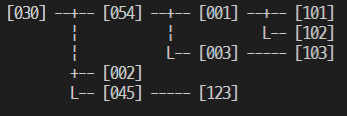 [030] --+-- [054] --+-- [001] --+-- [101]
        ¦           ¦           L-- [102]
        ¦           L-- [003] ----- [103]
        +-- [002]
        L-- [045] ----- [123]